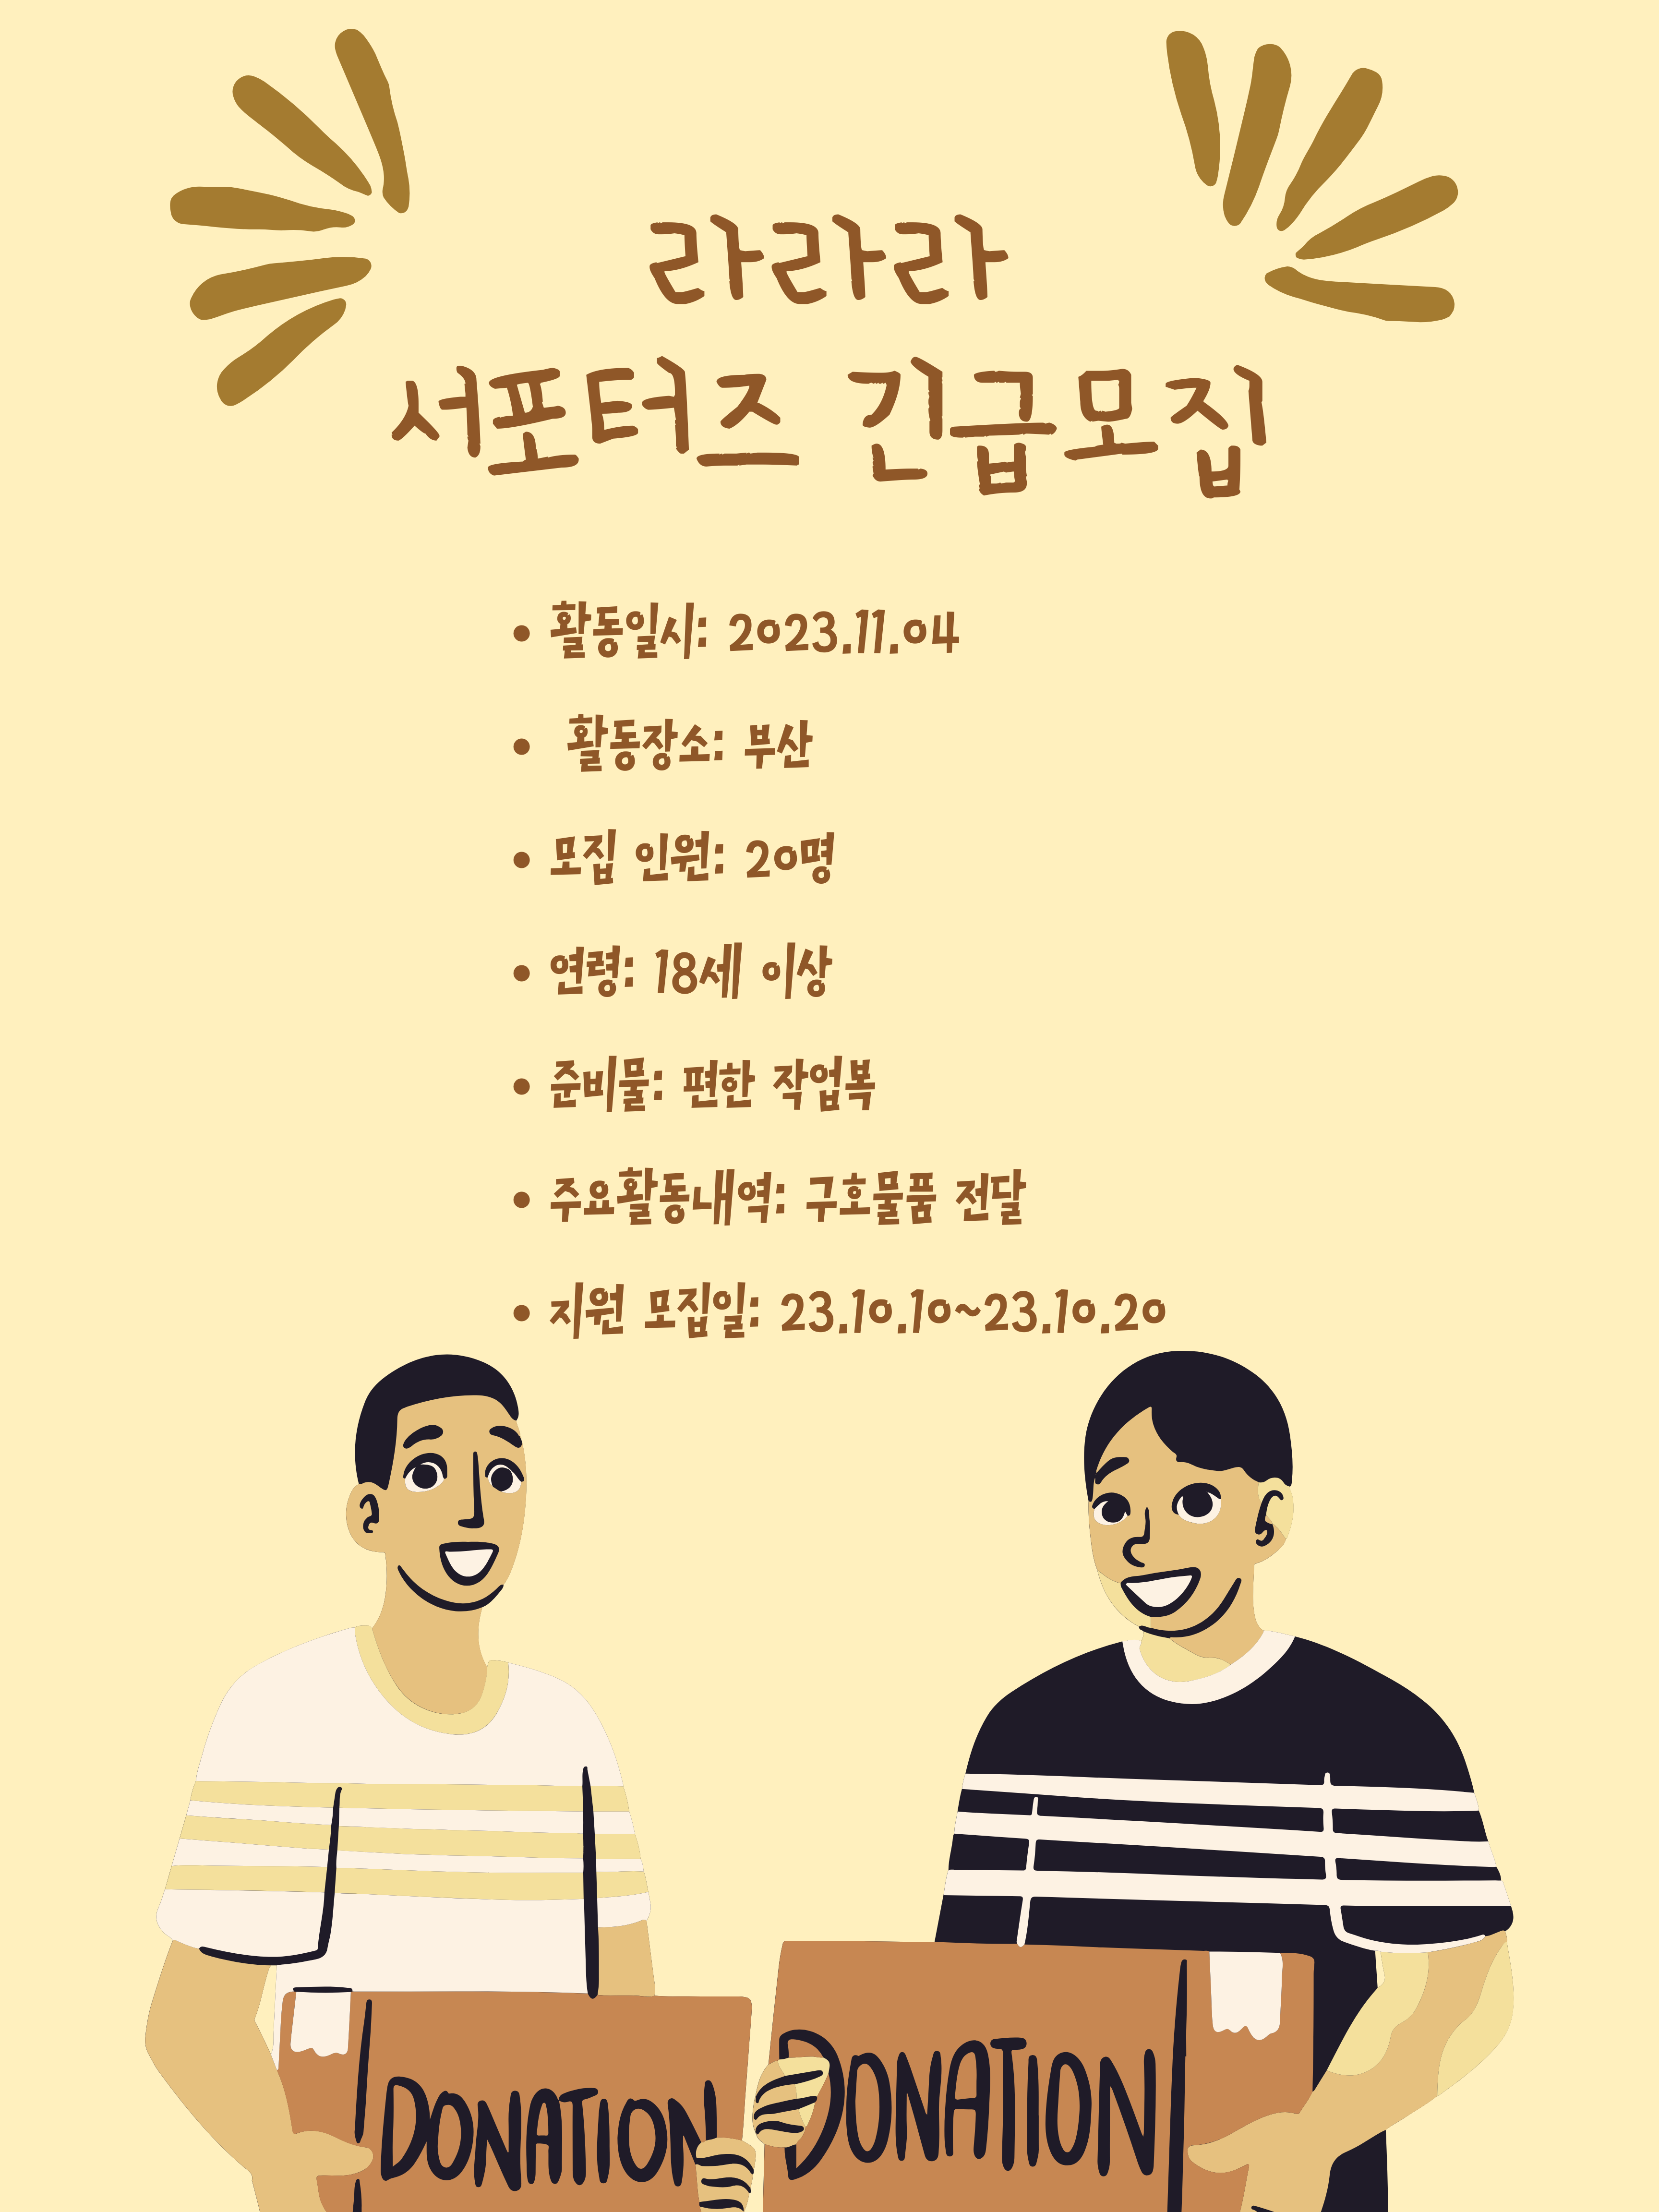 라라라
서포터즈 긴급모집
• 활동일시: 2023.11.04
• 활동장소: 부산
• 모집 인원: 20명
• 연령: 18세 이상
• 준비물: 편한 작업복
• 주요활동내역: 구호물품 전달
• 지원 모집일: 23.10.10~23.10.20
DONATION
DONATION